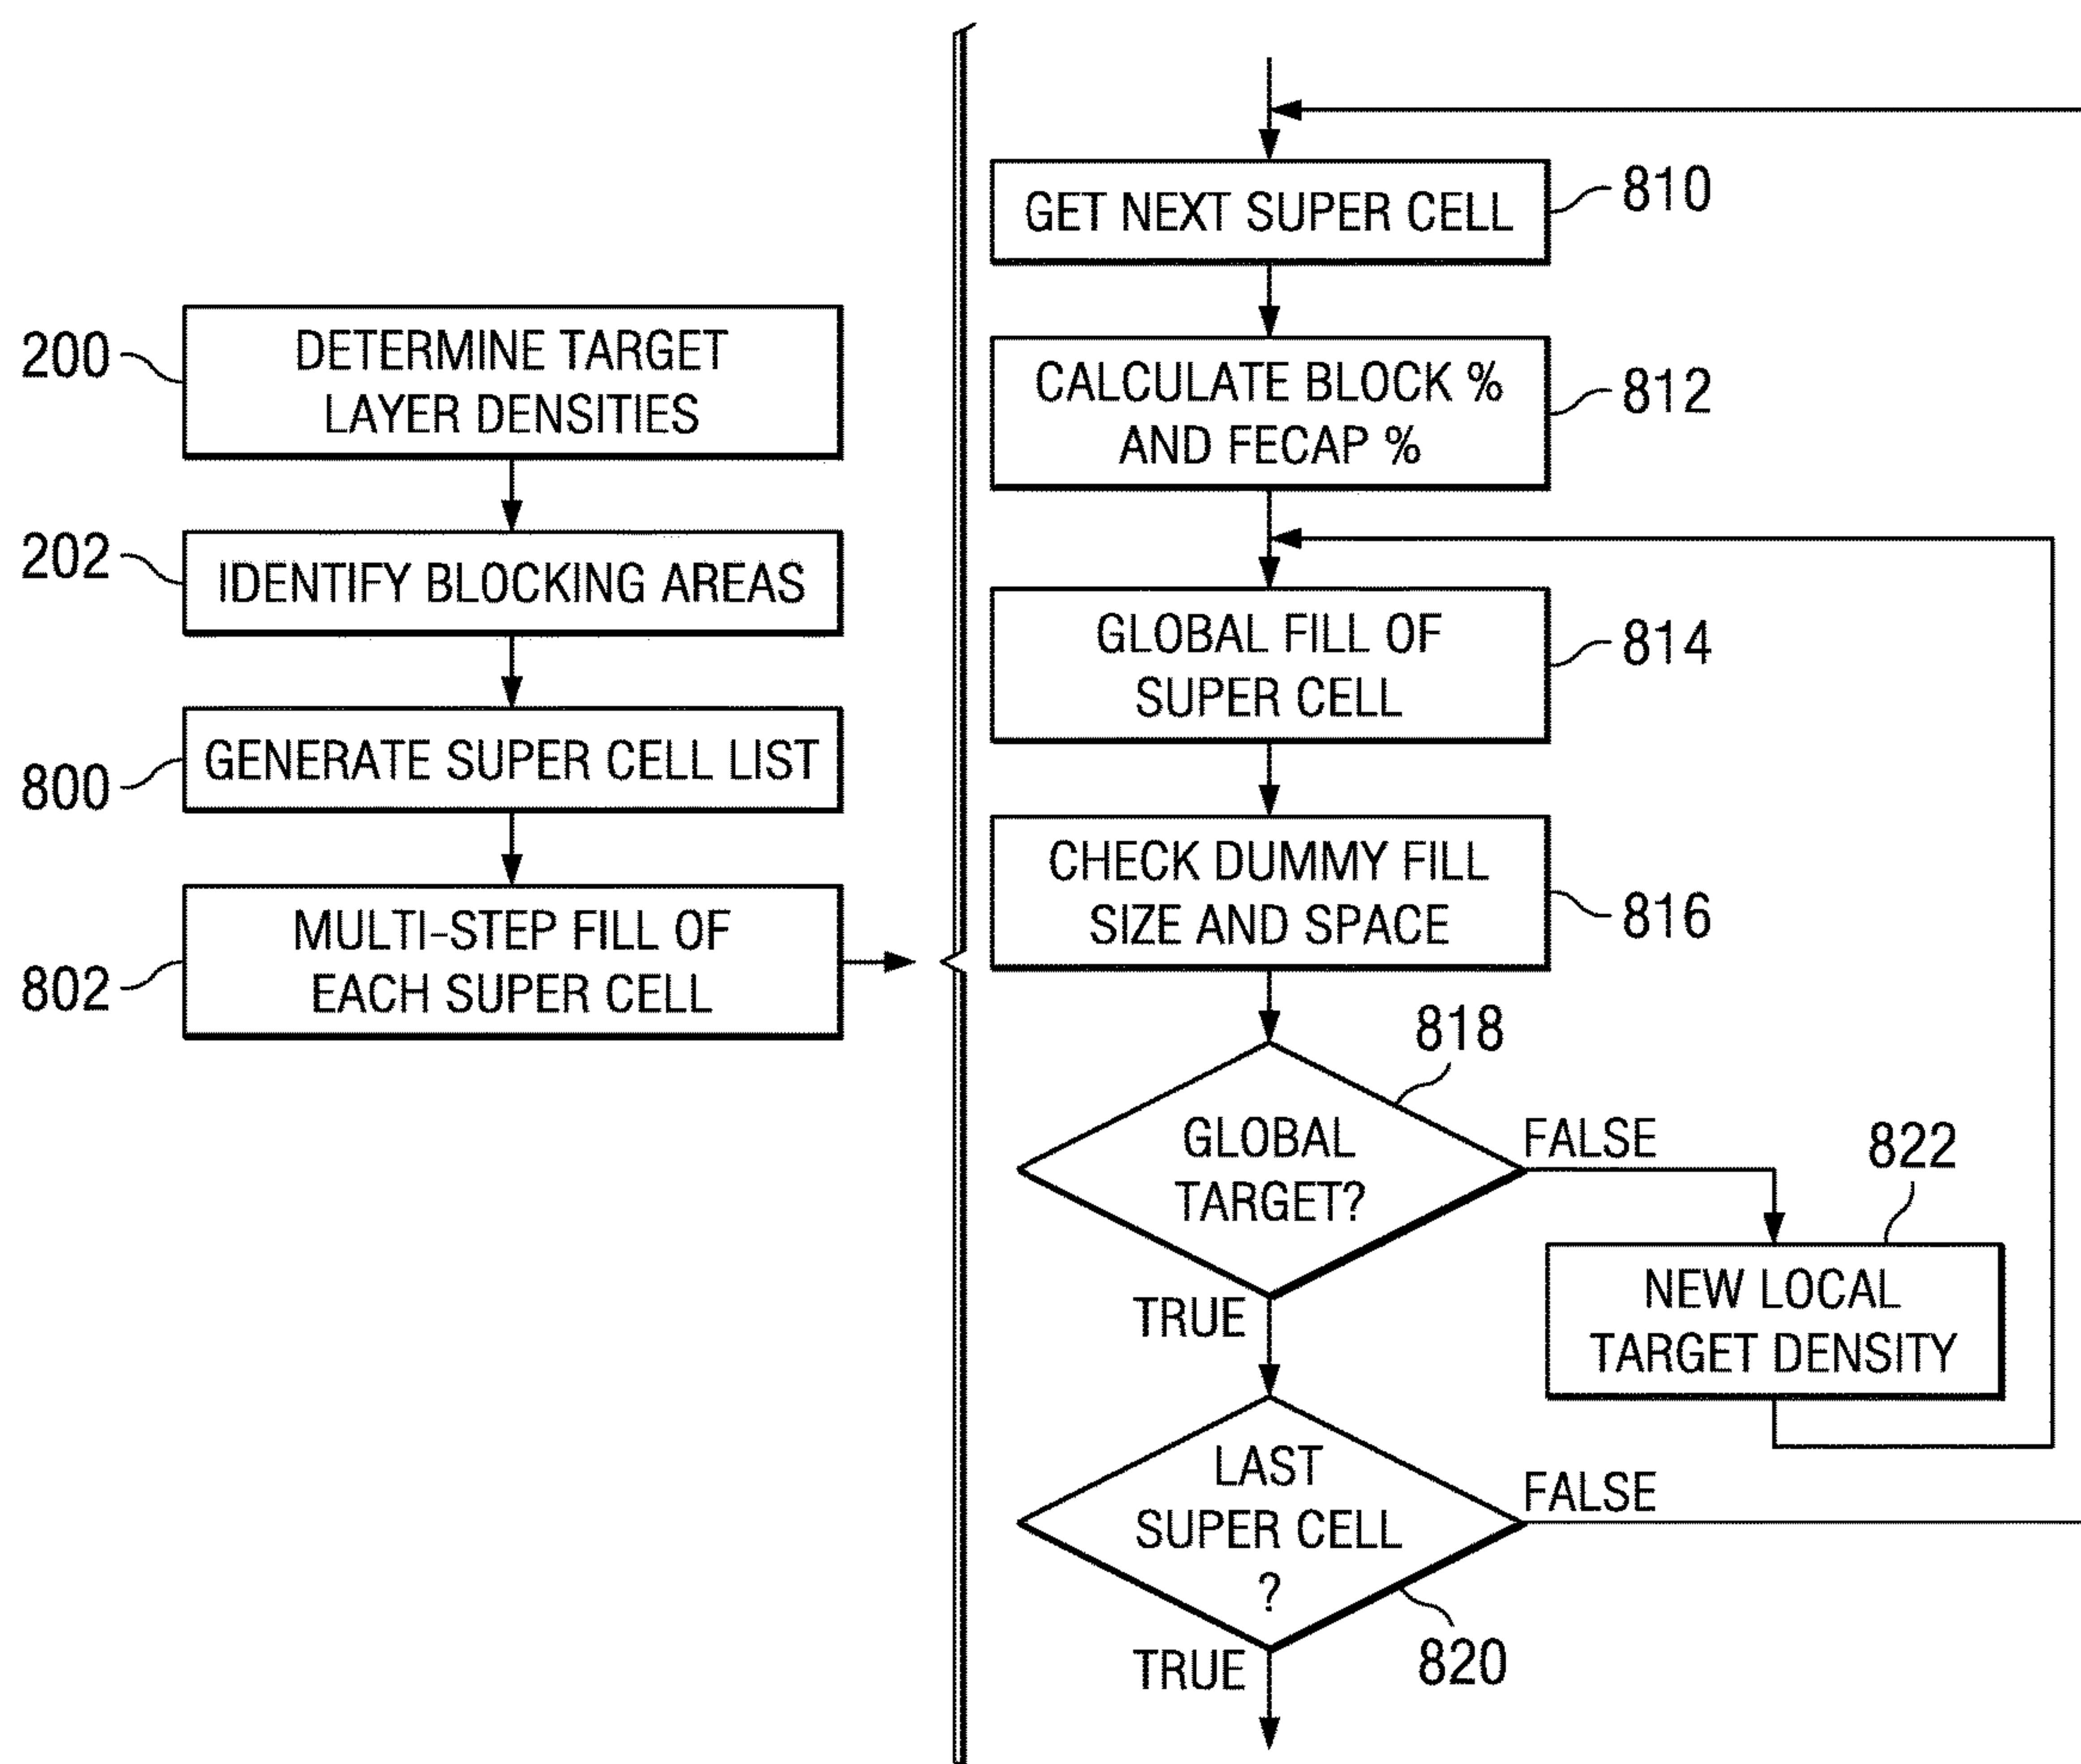 200
DETERMINE TARGET
LAYER DENSITIES
202
IDENTIFY BLOCKING AREAS
800
GENERATE SUPER CELL LIST
802
MULTI-STEP FILL OF
EACH SUPER CELL
GET NEXT SUPER CELL
810
CALCULATE BLOCK %
AND FECAP %
812
GLOBAL FILL OF
SUPER CELL
814
CHECK DUMMY FILL
SIZE AND SPACE
816
818
GLOBAL
TARGET?
FALSE
TRUE
822
NEW LOCAL
TARGET DENSITY
LAST
SUPER CELL
?
FALSE
820
TRUE